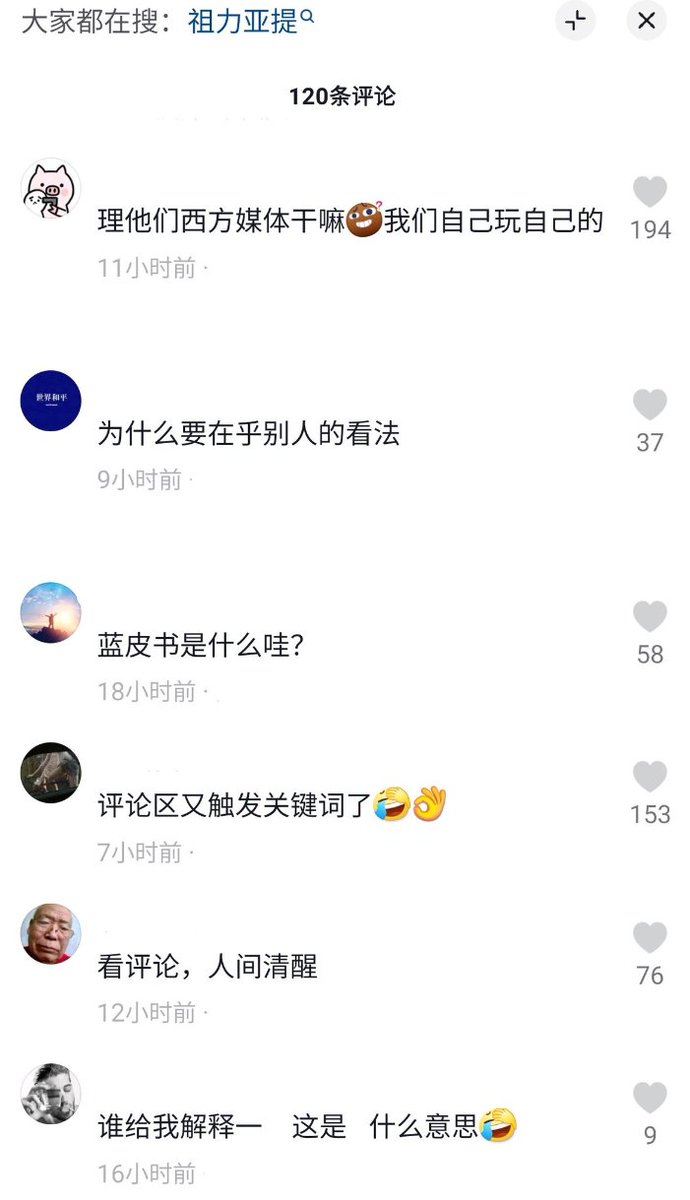 大家都在搜：祖力亚提
120条评论
理他们西方媒体干嘛我们自己玩自己的
194
11小时前·
世界和平
为什么要在乎别人的看法
37
9小时前·
蓝皮书是什么哇？
58
18小时前·
评论区又触发关键词了
153
7小时前·
看评论，人间清醒
76
12小时前·
谁给我解释一 这是 什么意思
9
16小时前